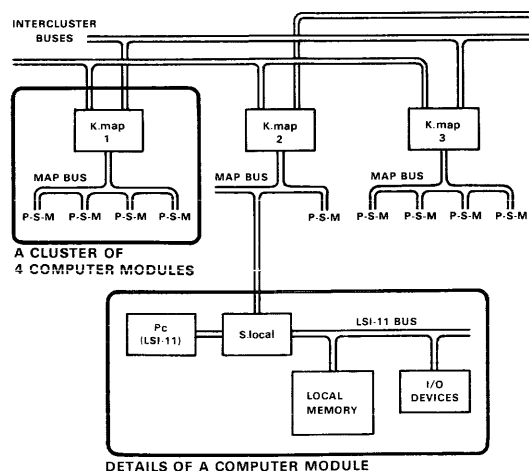 INTERCLUSTER
BUSES
K.map
1
K.map
2
K.map
3
MAP BUS
MAP BUS
MAP BUS
P-S-M P-S-M P-S-M P-S-M
P-S-M
P-S-M P-S-M P-S-M P-S-M
A CLUSTER OF
4 COMPUTER MODULES
Pc
(LSI-11)
S.local
LSI-11 BUS
LOCAL
MEMORY
I/O
DEVICES
DETAILS OF A COMPUTER MODULE